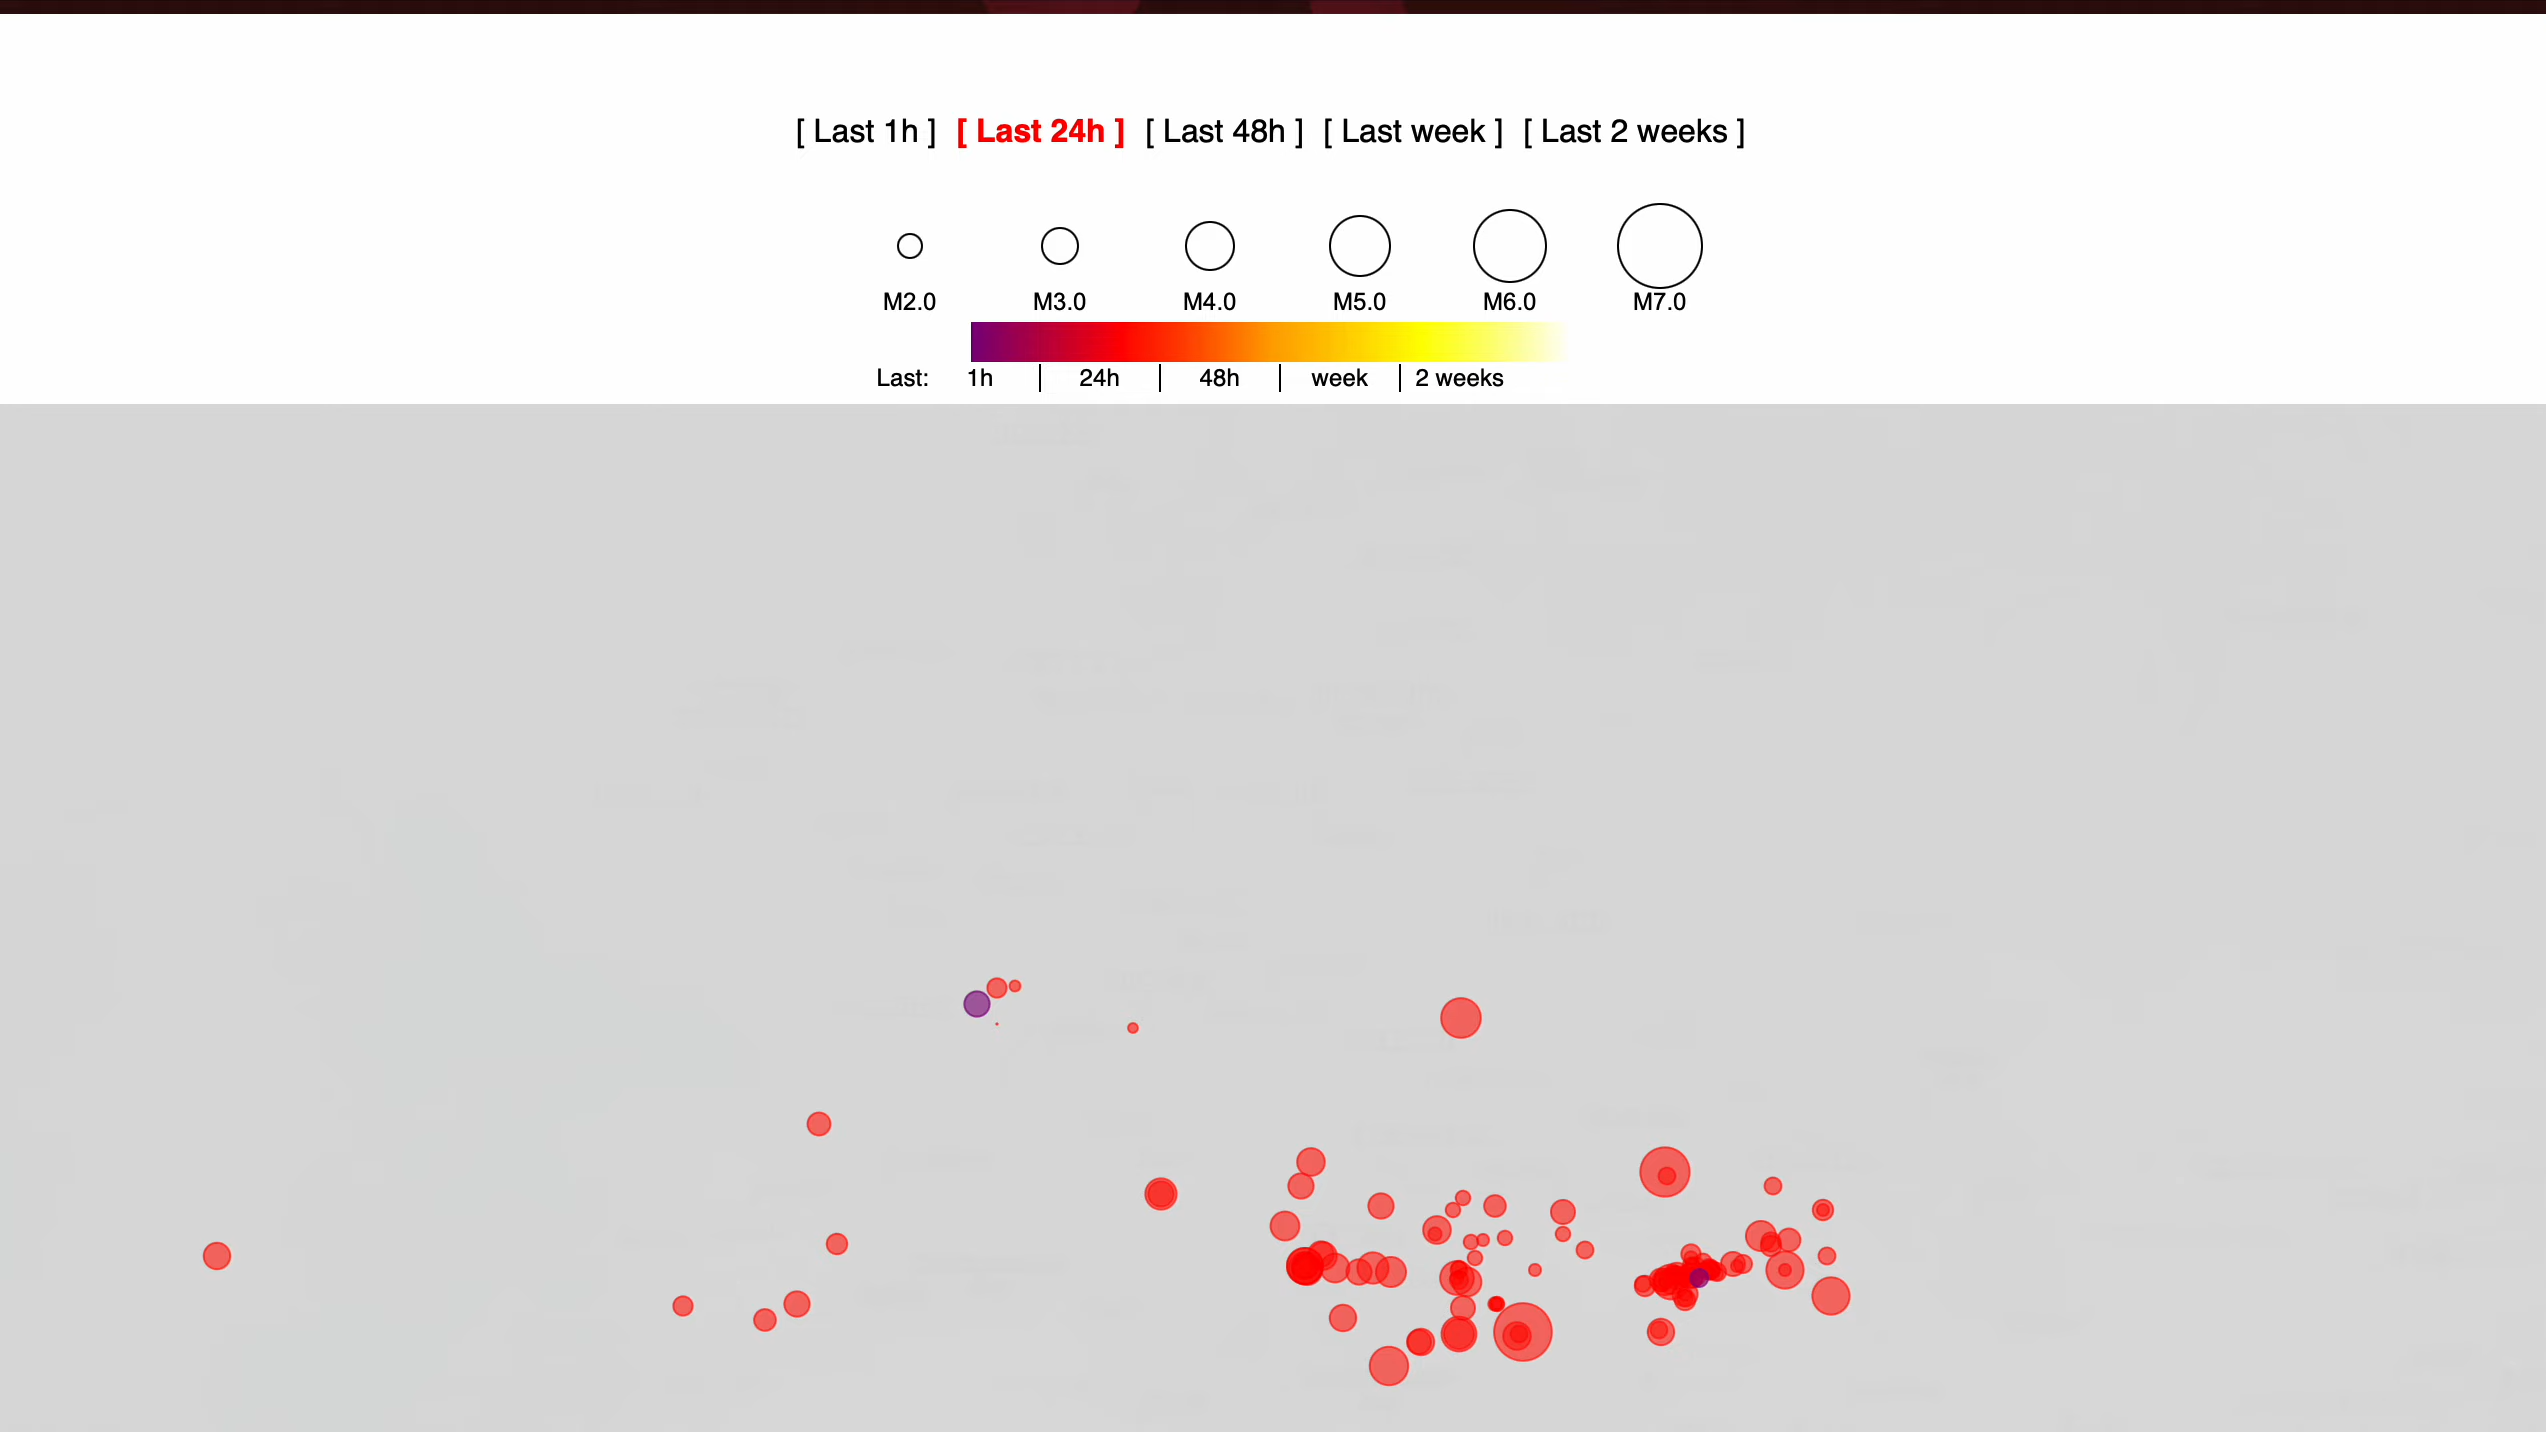 [ Last 1h ] [ Last 24h ] [ Last 48h ] [ Last week ] [ Last 2 weeks ]
M2.0 M3.0 M4.0 M5.0 M6.0 M7.0
Last: 1h | 24h | 48h | week | 2 weeks